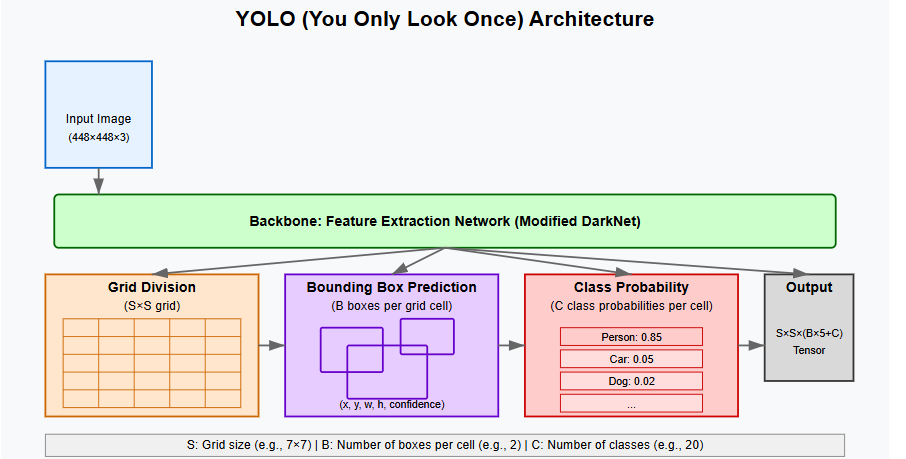 YOLO (You Only Look Once) Architecture
Input Image
(448×448×3)
Backbone: Feature Extraction Network (Modified DarkNet)
Grid Division
(S×S grid)
Bounding Box Prediction
(B boxes per grid cell)
(x, y, w, h, confidence)
Class Probability
(C class probabilities per cell)
Person: 0.85
Car: 0.05
Dog: 0.02
...
Output
S×S×(B×5+C)
Tensor
S: Grid size (e.g., 7×7) | B: Number of boxes per cell (e.g., 2) | C: Number of classes (e.g., 20)